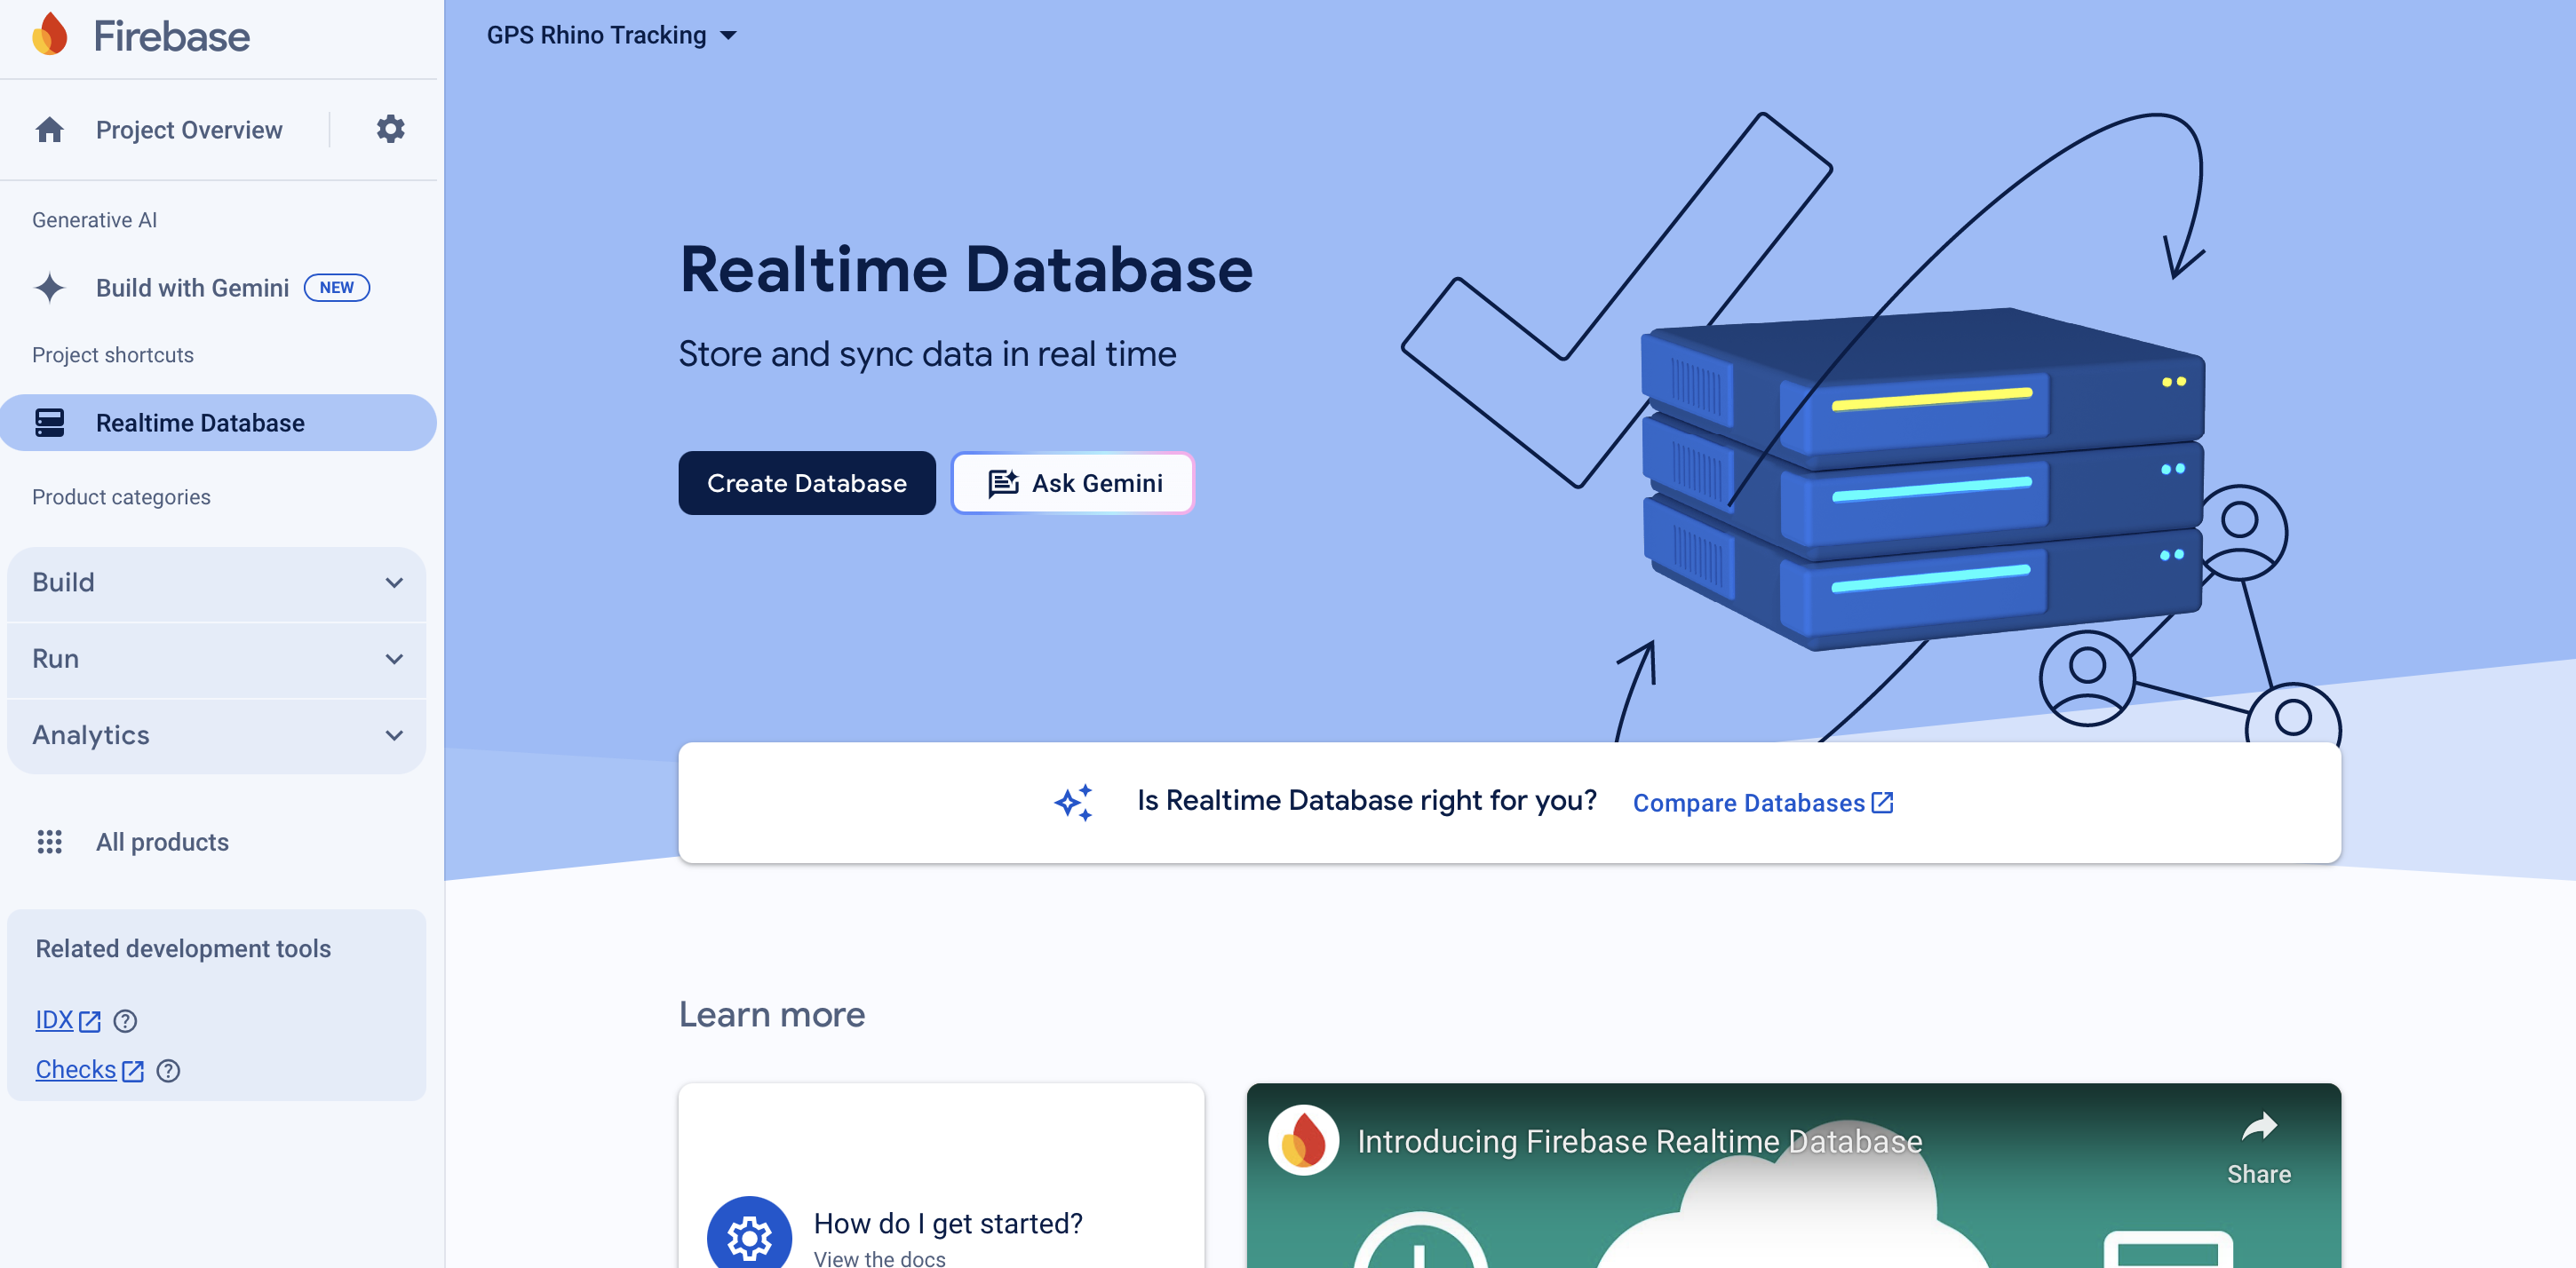 Firebase
Project Overview
Generative AI
Build with Gemini NEW
Project shortcuts
Realtime Database
Product categories
Build
Run
Analytics
All products
Related development tools
IDX
Checks
GPS Rhino Tracking
Realtime Database
Store and sync data in real time
Create Database
Ask Gemini
Is Realtime Database right for you? Compare Databases
Learn more
How do I get started?
View the docs
Introducing Firebase Realtime Database
Share